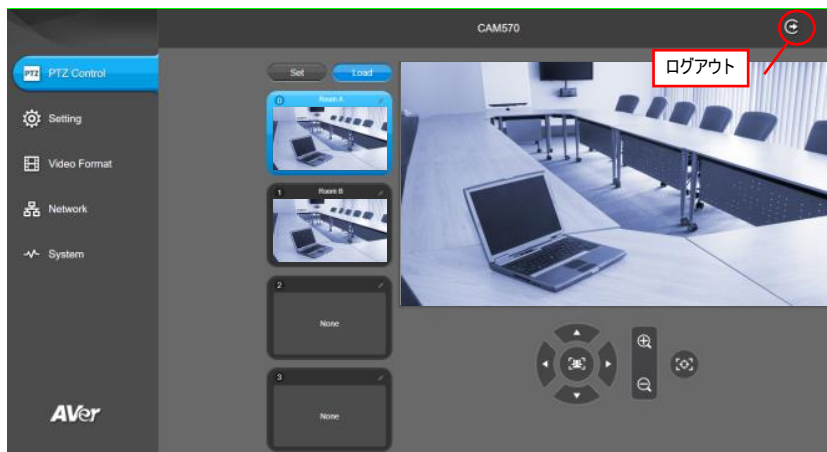 CAM570
ログアウト
PTZ PTZ Control
Setting
Video Format
Network
System
AVer
Set Load
0 Room A
1 Room B
2
None
3
None